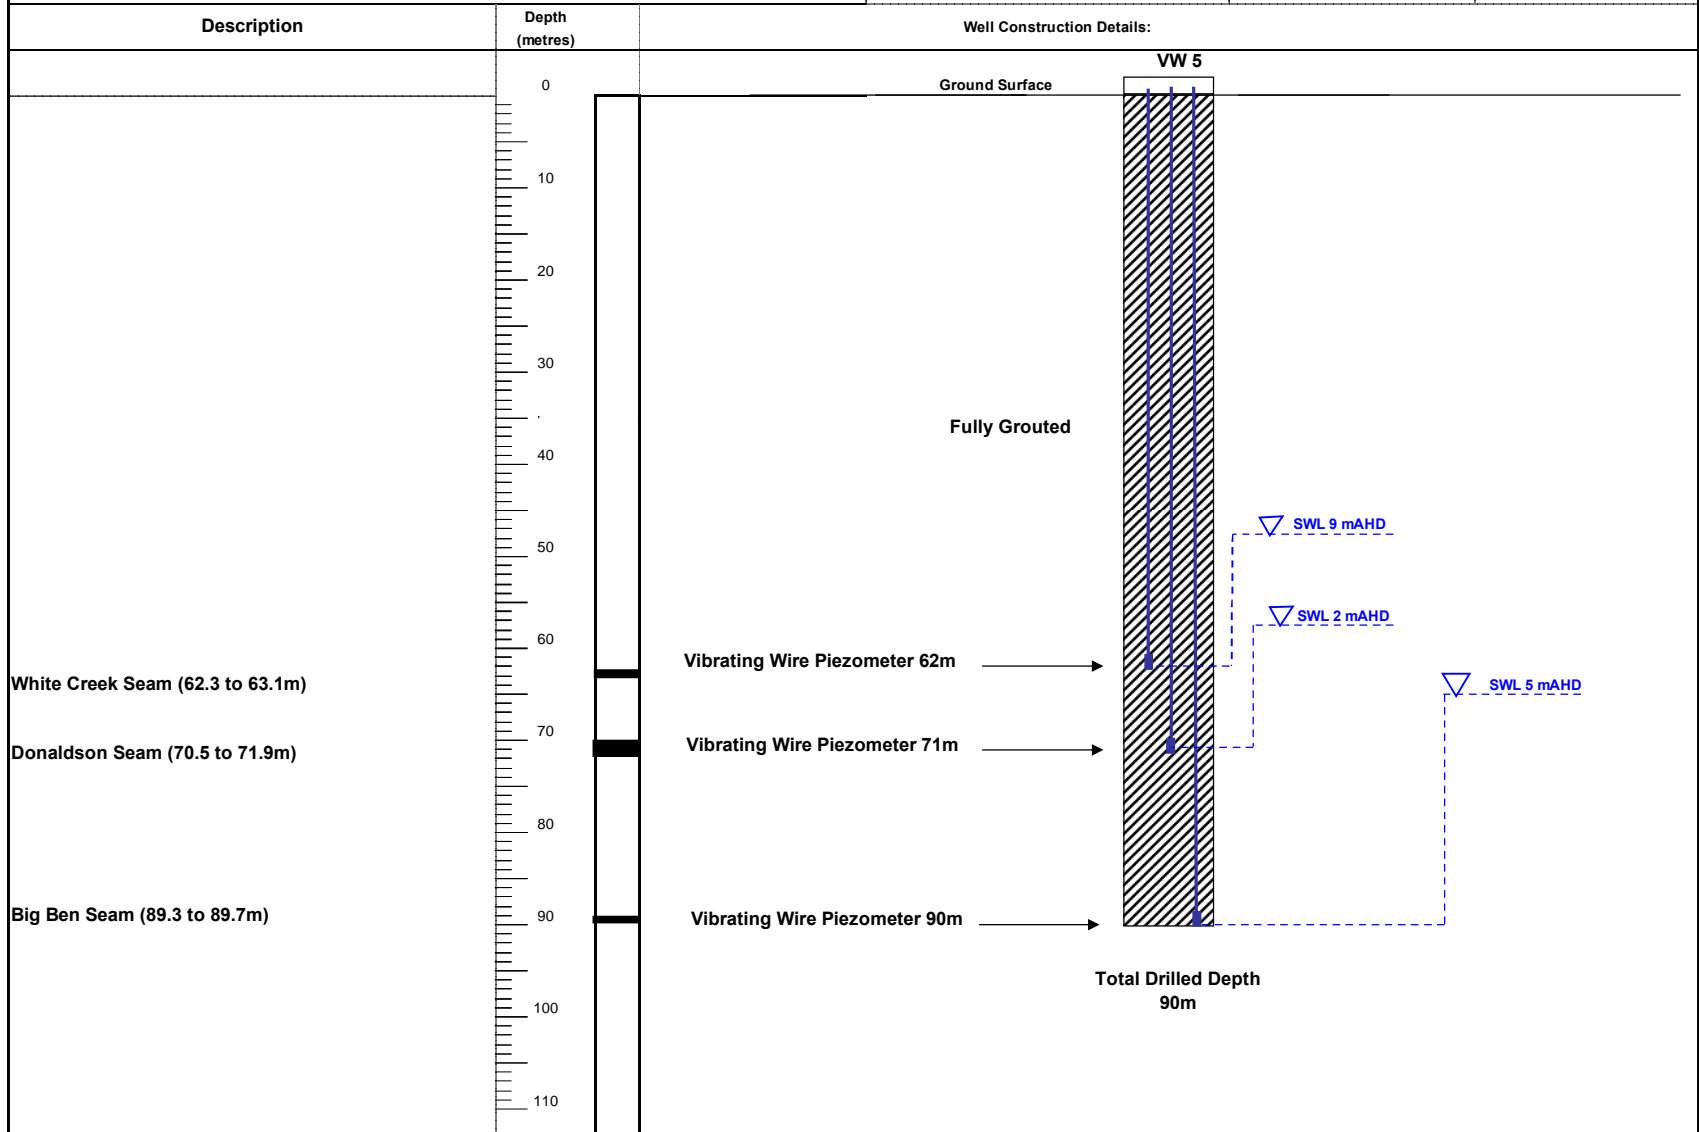 Description
Depth
(metres)
Well Construction Details:
VW 5
0
Ground Surface
10
20
30
40
Fully Grouted
SWL 9 mAHD
50
SWL 2 mAHD
60
Vibrating Wire Piezometer 62m
White Creek Seam (62.3 to 63.1m)
SWL 5 mAHD
70
Donaldson Seam (70.5 to 71.9m)
Vibrating Wire Piezometer 71m
80
Big Ben Seam (89.3 to 89.7m)
90
Vibrating Wire Piezometer 90m
Total Drilled Depth
90m
100
110